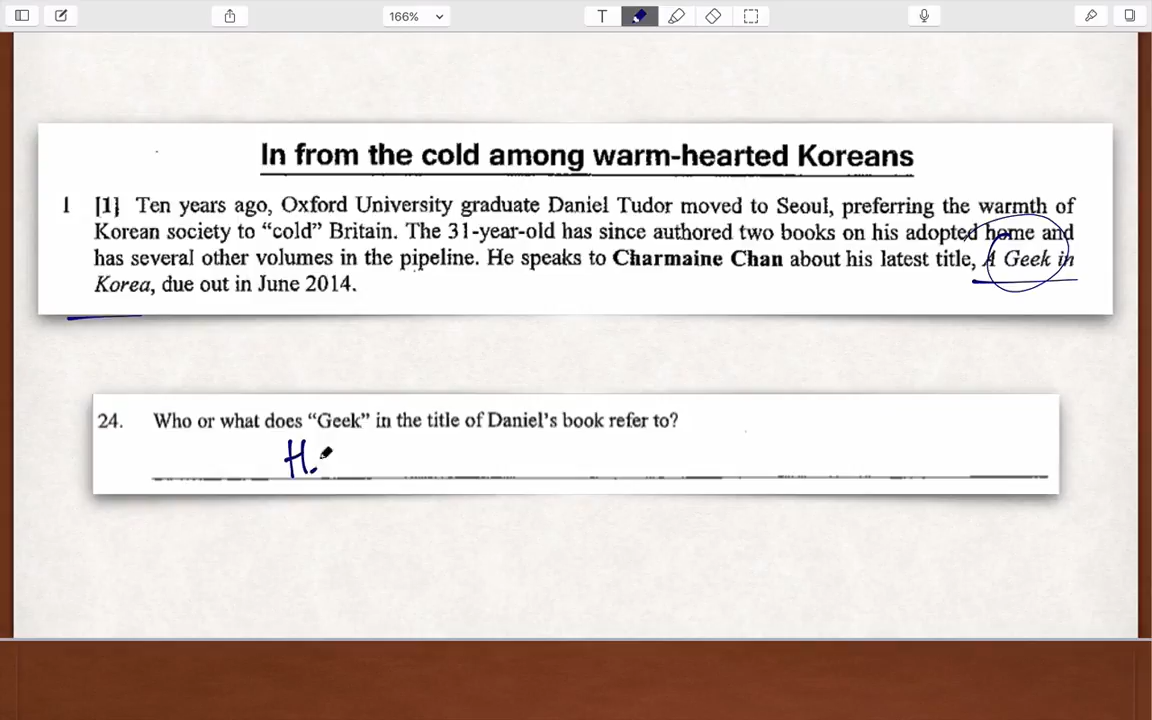 166%
T
In from the cold among warm-hearted Koreans
1 [1] Ten years ago, Oxford University graduate Daniel Tudor moved to Seoul, preferring the warmth of
Korean society to “cold” Britain. The 31-year-old has since authored two books on his adopted home and
has several other volumes in the pipeline. He speaks to Charmaine Chan about his latest title, A Geek in
Korea, due out in June 2014.
24. Who or what does “Geek” in the title of Daniel’s book refer to?
H